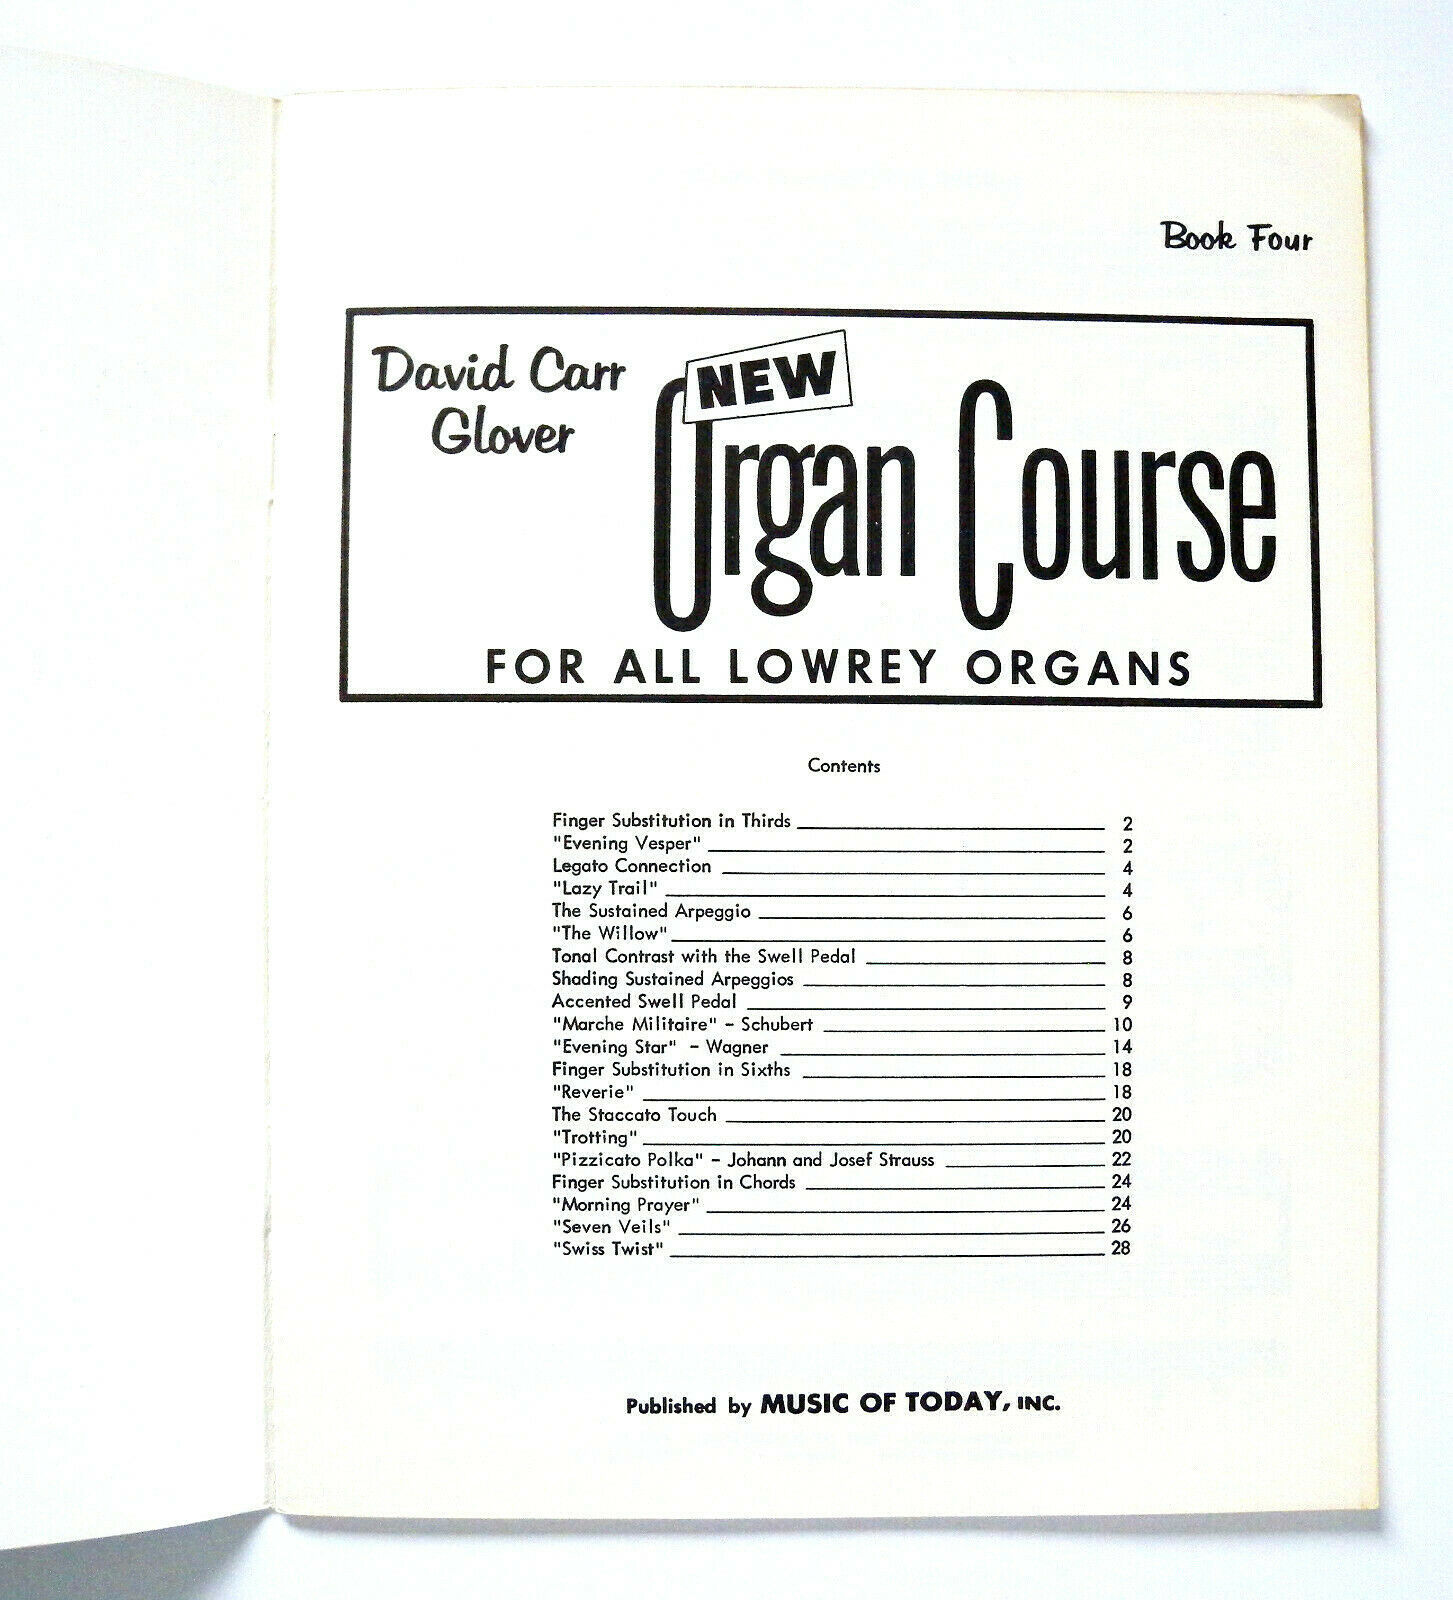 Book Four
David Carr
Glover
NEW
Organ Course
FOR ALL LOWREY ORGANS
Contents
Finger Substitution in Thirds 2
"Evening Vesper" 2
Legato Connection 4
"Lazy Trail" 4
The Sustained Arpeggio 6
"The Willow" 6
Tonal Contrast with the Swell Pedal 8
Shading Sustained Arpeggios 8
Accented Swell Pedal 9
"Marche Militaire" - Schubert 10
"Evening Star" - Wagner 14
Finger Substitution in Sixths 18
"Reverie" 18
The Staccato Touch 20
"Trotting" 20
"Pizzicato Polka" - Johann and Josef Strauss 22
Finger Substitution in Chords 24
"Morning Prayer" 24
"Seven Veils" 26
"Swiss Twist" 28
Published by MUSIC OF TODAY, INC.